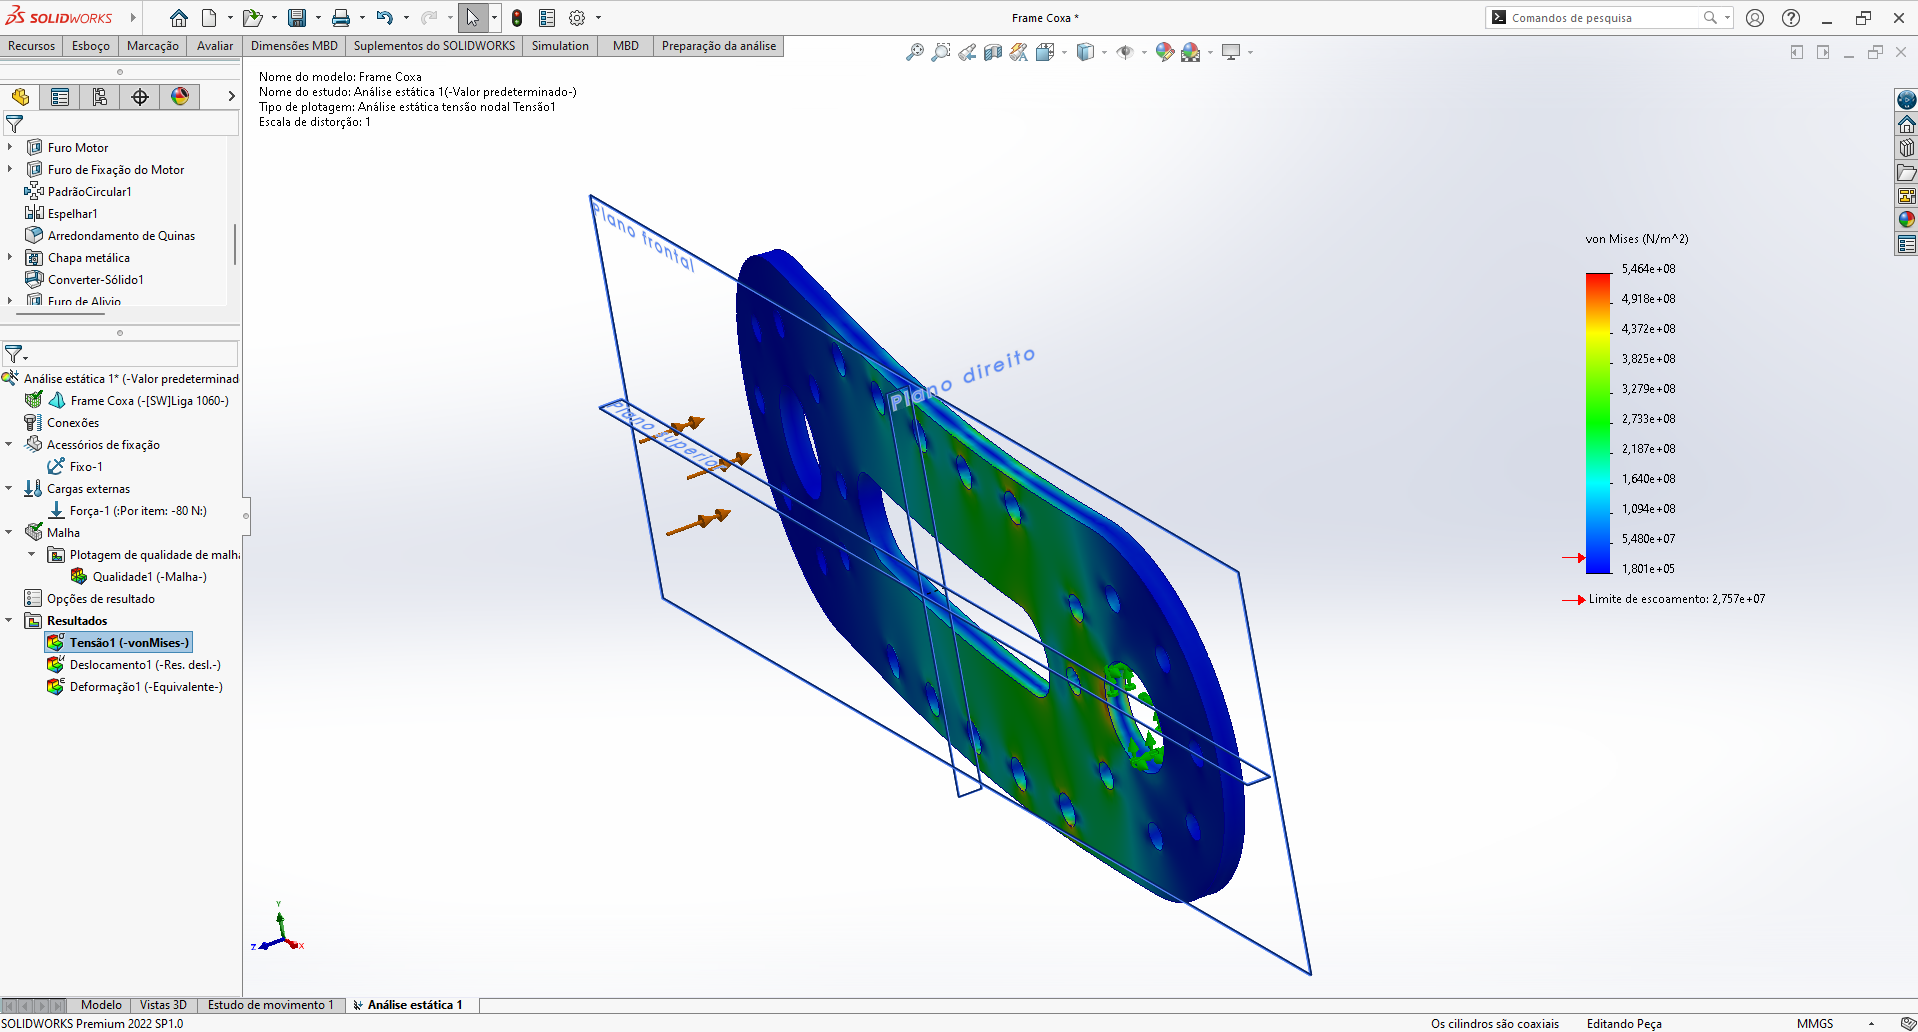 SOLIDWORKS
Frame Coxa *
Comandos de pesquisa
Recursos
Esboço
Marcação
Avaliar
Dimensões MBD
Suplementos do SOLIDWORKS
Simulation
MBD
Preparação da análise
Nome do modelo: Frame Coxa
Nome do estudo: Análise estática 1(-Valor predeterminado-)
Tipo de plotagem: Análise estática tensão nodal Tensão1
Escala de distorção: 1
Furo Motor
Furo de Fixação do Motor
PadrãoCircular1
Espelhar1
Arredondamento de Quinas
Chapa metálica
Converter-Sólido1
Furo de Alivio
Análise estática 1* (-Valor predeterminad
Frame Coxa (-[SW]Liga 1060-)
Conexões
Acessórios de fixação
Fixo-1
Cargas externas
Força-1 (:Por item: -80 N:)
Malha
Plotagem de qualidade de malh
Qualidade1 (-Malha-)
Opções de resultado
Resultados
Tensão1 (-vonMises-)
Deslocamento1 (-Res. desl.-)
Deformação1 (-Equivalente-)
Plano frontal
Plano direito
Plano superior
von Mises (N/m^2)
5,464e+08
4,918e+08
4,372e+08
3,825e+08
3,279e+08
2,733e+08
2,187e+08
1,640e+08
1,094e+08
5,480e+07
1,801e+05
Limite de escoamento: 2,757e+07
Y
Z
X
Modelo
Vistas 3D
Estudo de movimento 1
Análise estática 1
SOLIDWORKS Premium 2022 SP1.0
Os cilindros são coaxiais
Editando Peça
MMGS